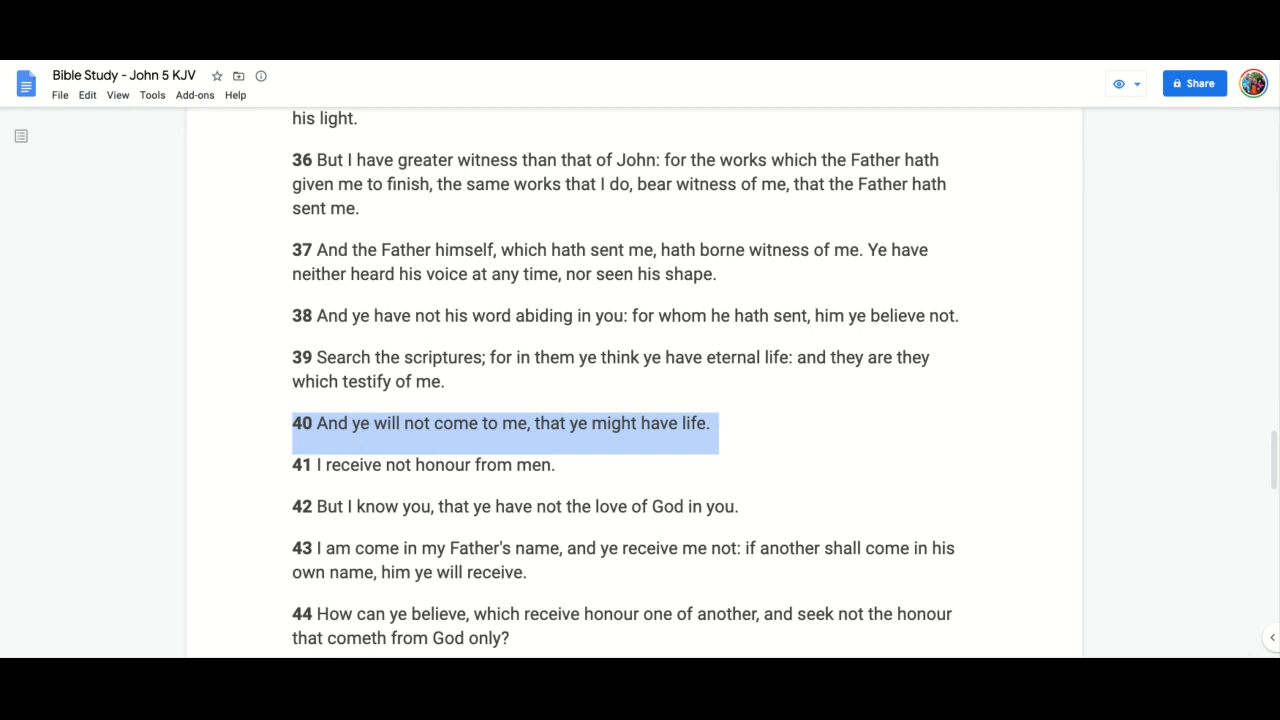 Bible Study - John 5 KJV
File Edit View Tools Add-ons Help
Share
his light.
36 But I have greater witness than that of John: for the works which the Father hath
given me to finish, the same works that I do, bear witness of me, that the Father hath
sent me.
37 And the Father himself, which hath sent me, hath borne witness of me. Ye have
neither heard his voice at any time, nor seen his shape.
38 And ye have not his word abiding in you: for whom he hath sent, him ye believe not.
39 Search the scriptures; for in them ye think ye have eternal life: and they are they
which testify of me.
40 And ye will not come to me, that ye might have life.
41 I receive not honour from men.
42 But I know you, that ye have not the love of God in you.
43 I am come in my Father's name, and ye receive me not: if another shall come in his
own name, him ye will receive.
44 How can ye believe, which receive honour one of another, and seek not the honour
that cometh from God only?